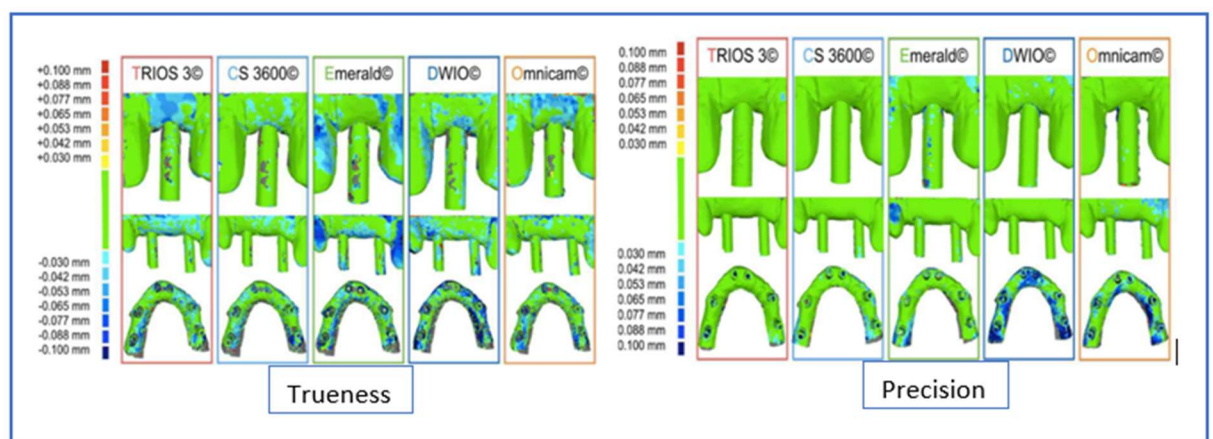 TRIOS 3© CS 3600© Emerald© DWIO© Omnicam©
+0.100 mm
+0.088 mm
+0.077 mm
+0.065 mm
+0.053 mm
+0.042 mm
+0.030 mm
-0.030 mm
-0.042 mm
-0.053 mm
-0.065 mm
-0.077 mm
-0.088 mm
-0.100 mm
Trueness
TRIOS 3© CS 3600© Emerald© DWIO© Omnicam©
0.100 mm
0.088 mm
0.077 mm
0.065 mm
0.053 mm
0.042 mm
0.030 mm
0.030 mm
0.042 mm
0.053 mm
0.065 mm
0.077 mm
0.088 mm
0.100 mm
Precision